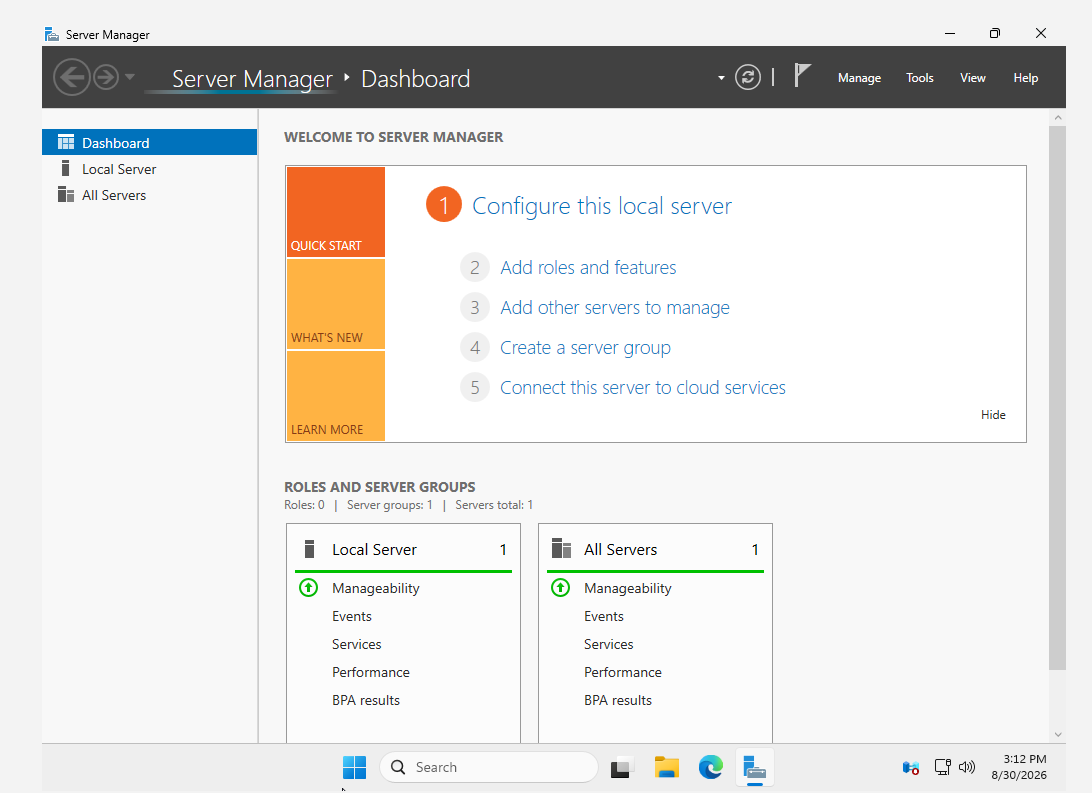 Server Manager
Server Manager Dashboard
Manage Tools View Help
Dashboard
Local Server
All Servers
WELCOME TO SERVER MANAGER
QUICK START
WHAT'S NEW
LEARN MORE
1 Configure this local server
2 Add roles and features
3 Add other servers to manage
4 Create a server group
5 Connect this server to cloud services
Hide
ROLES AND SERVER GROUPS
Roles: 0 | Server groups: 1 | Servers total: 1
Local Server 1
Manageability
Events
Services
Performance
BPA results
All Servers 1
Manageability
Events
Services
Performance
BPA results
Search
3:12 PM
8/30/2026